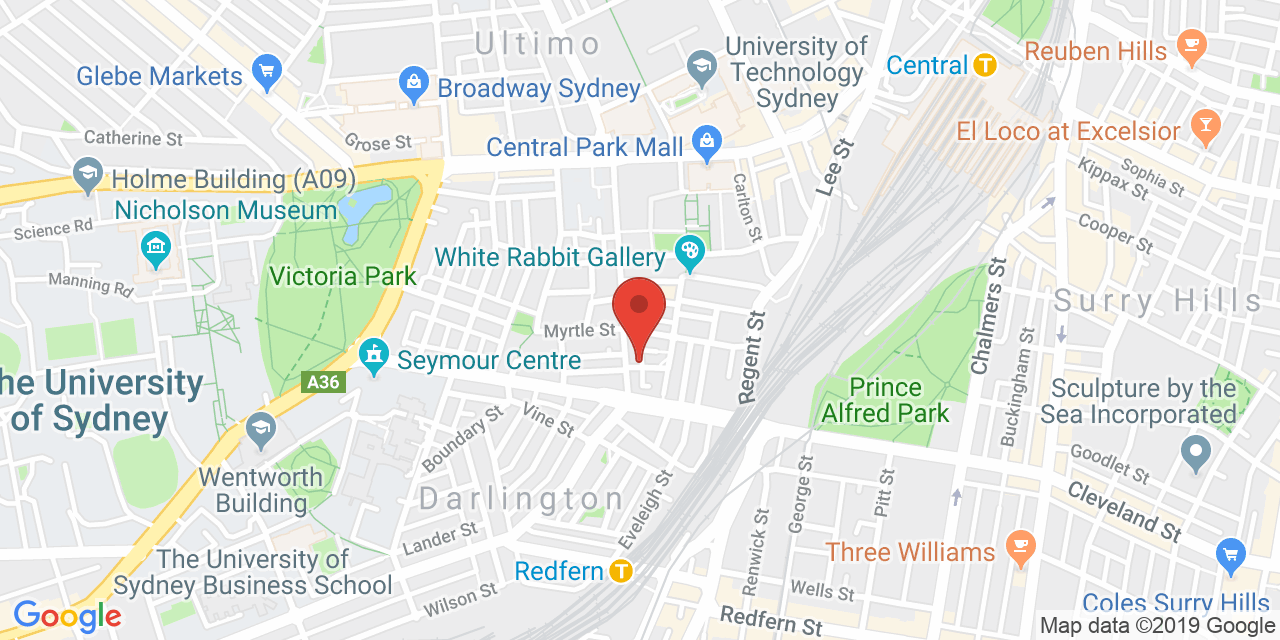 Ultimo
University of
Technology
Sydney
Central T
Reuben Hills
Glebe Markets
Broadway Sydney
El Loco at Excelsior
Catherine St
Grose St
Central Park Mall
Lee St
Sophia St
Kippax St
Holme Building (A09)
Carlton St
Nicholson Museum
Science Rd
Cooper St
White Rabbit Gallery
Victoria Park
Manning Rd
Chalmers St
Surry Hills
Myrtle St
Regent St
Seymour Centre
Buckingham St
A36
he University
of Sydney
Prince
Alfred Park
Sculpture by the
Sea Incorporated
Boundary St
Vine St
Goodlet St
Wentworth
Building
Darlington
George St
Pitt St
Cleveland St
Eveleigh St
Lander St
Renwick St
Three Williams
The University of
Sydney Business School
Redfern T
Wells St
Wilson St
Redfern St
Coles Surry Hills
Google
Map data ©2019 Google